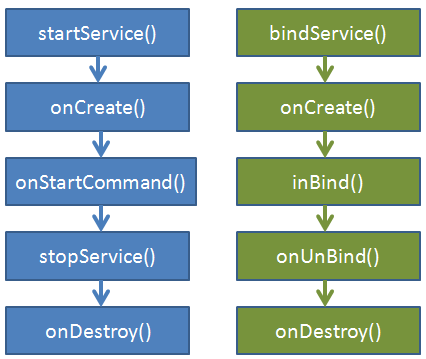 startService()
onCreate()
onStartCommand()
stopService()
onDestroy()
bindService()
onCreate()
inBind()
onUnBind()
onDestroy()